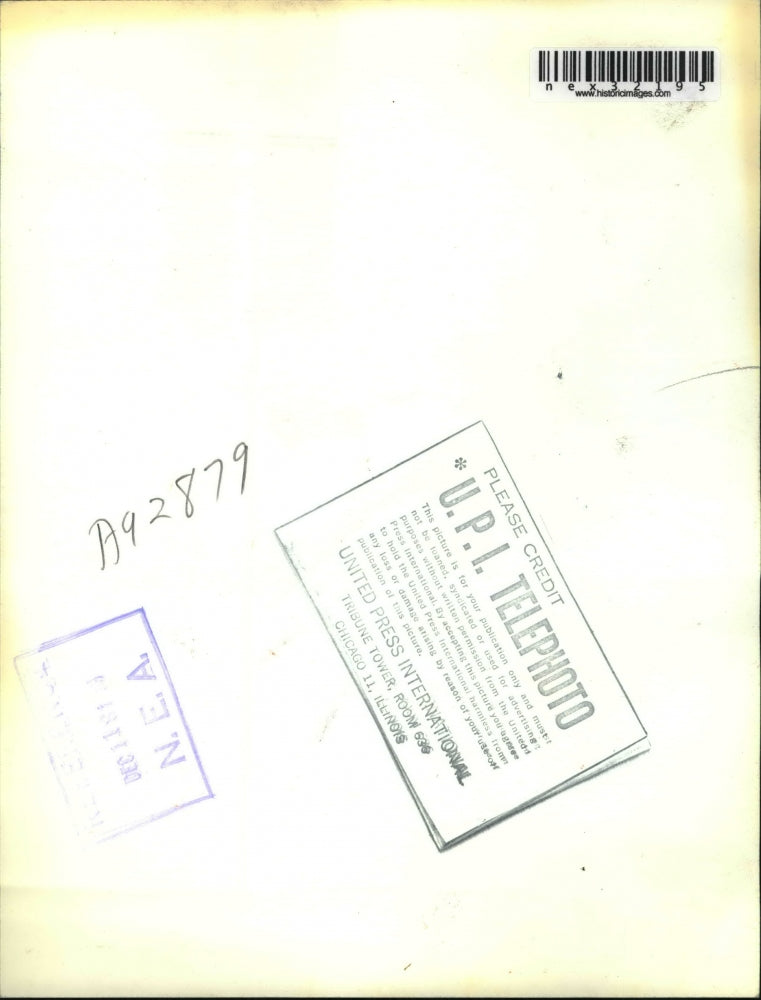 nex32195
www.historicimages.com
A92879
PLEASE CREDIT
* U.P.I. TELEPHOTO
This picture is for your publication only and must
not be loaned, syndicated or used for advertising
purposes without written permission from the United
Press International. By accepting this picture you agree
to hold the United Press International harmless from
any loss or damage arising by reason of your use or
publication of this picture.
UNITED PRESS INTERNATIONAL
TRIBUNE TOWER, ROOM 636
CHICAGO 11, ILLINOIS
N.E.A.